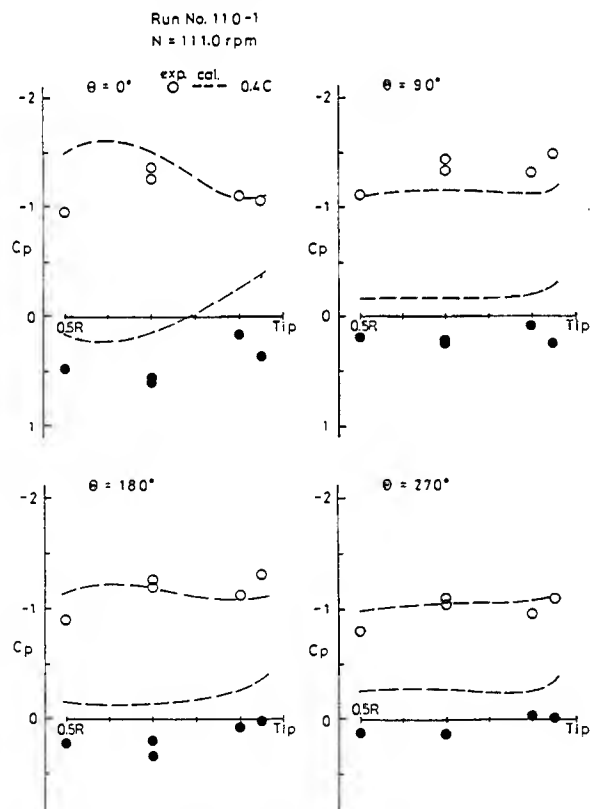 Run No. 110-1
N = 111.0 rpm
exp. cal.
θ = 0°
0.4C
-2
-1
Cp
0
0.5R
Tip
1
θ = 90°
-2
-1
0
0.5R
Tip
1
θ = 180°
-2
-1
Cp
0
0.5R
Tip
θ = 270°
-2
-1
0.5R
0
Tip